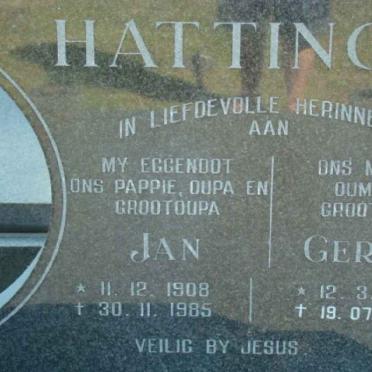 HATTING
IN LIEFDEVOLLE HERINNE
AAN
MY EGGENOOT
ONS PAPPIE, OUPA EN
GROOTOUPA
JAN
* 11. 12. 1908
† 30. 11. 1985
ONS M
OUM
GROOT
GER
* 12. 3.
† 19. 07
VEILIG BY JESUS